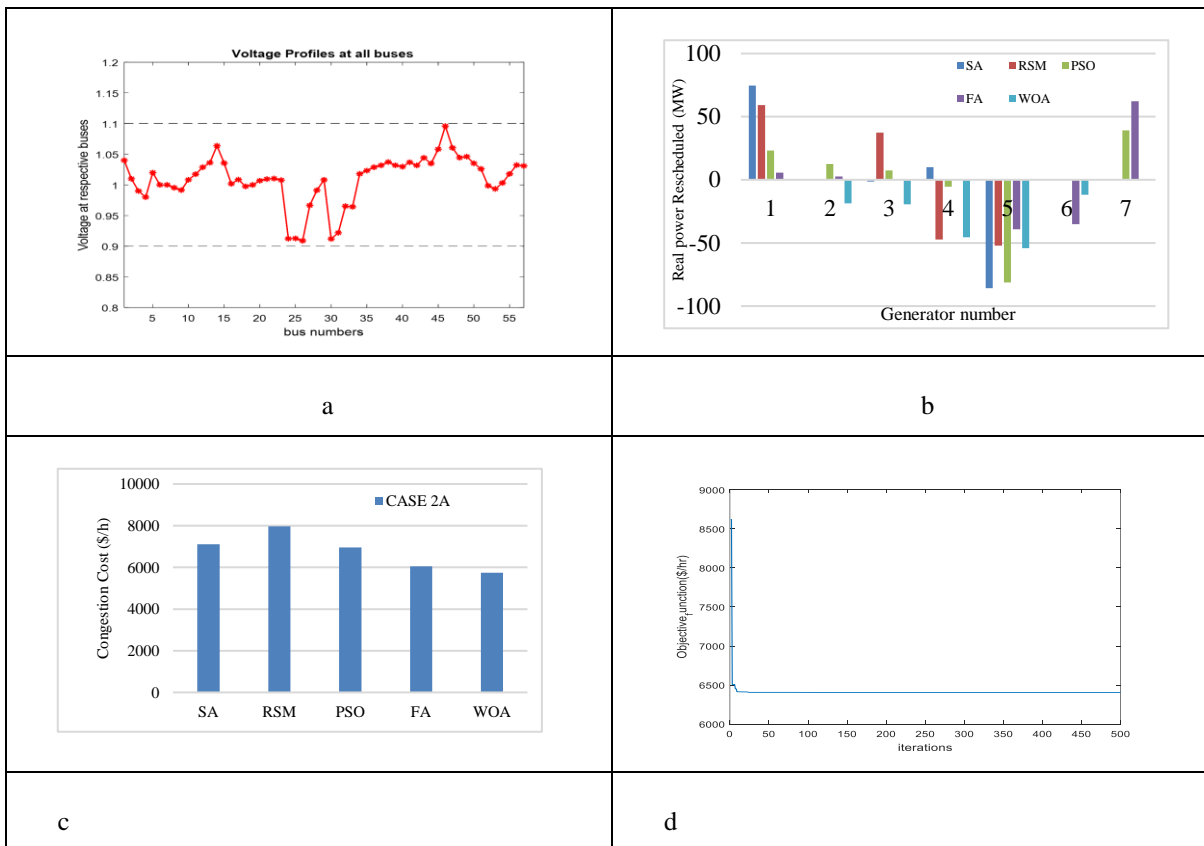 Voltage Profiles at all buses
Voltage at respective buses
1.2
1.15
1.1
1.05
1
0.95
0.9
0.85
0.8
5 10 15 20 25 30 35 40 45 50 55
bus numbers
Real power Rescheduled (MW)
100
50
0
-50
-100
SA RSM PSO
FA WOA
1 2 3 4 5 6 7
Generator number
a
b
Congestion Cost ($/h)
10000
8000
6000
4000
2000
0
CASE 2A
SA RSM PSO FA WOA
Objective_function($/hr)
9000
8500
8000
7500
7000
6500
6000
0 50 100 150 200 250 300 350 400 450 500
iterations
c
d